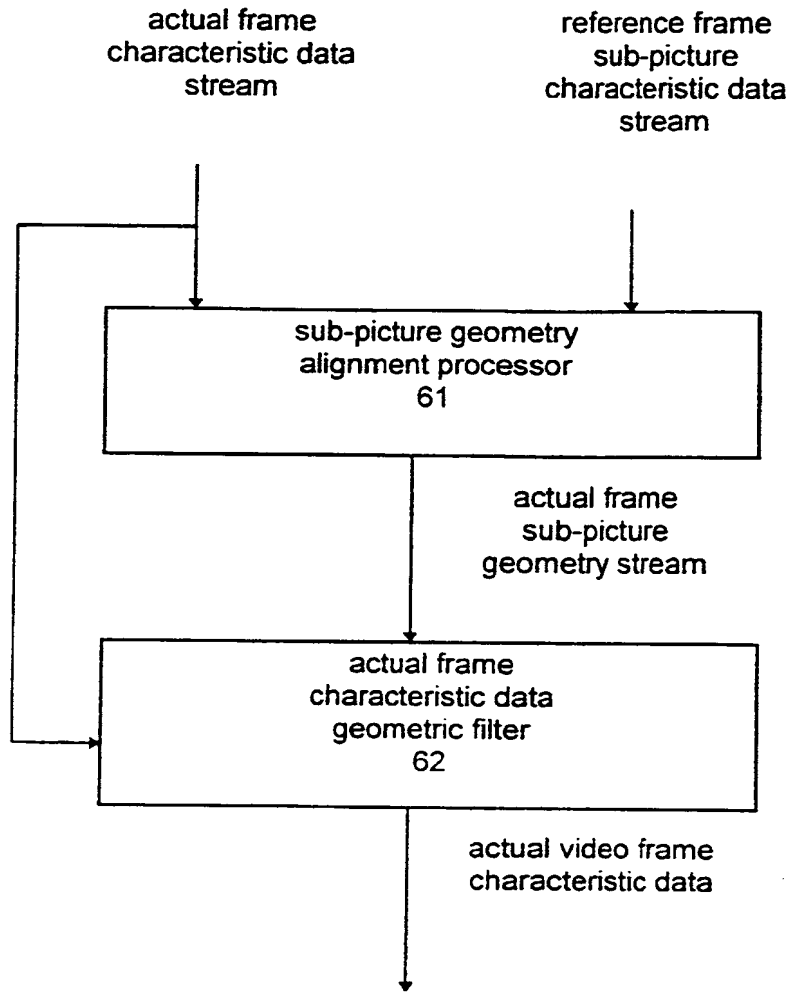 actual frame
characteristic data
stream
reference frame
sub-picture
characteristic data
stream
sub-picture geometry
alignment processor
61
actual frame
sub-picture
geometry stream
actual frame
characteristic data
geometric filter
62
actual video frame
characteristic data